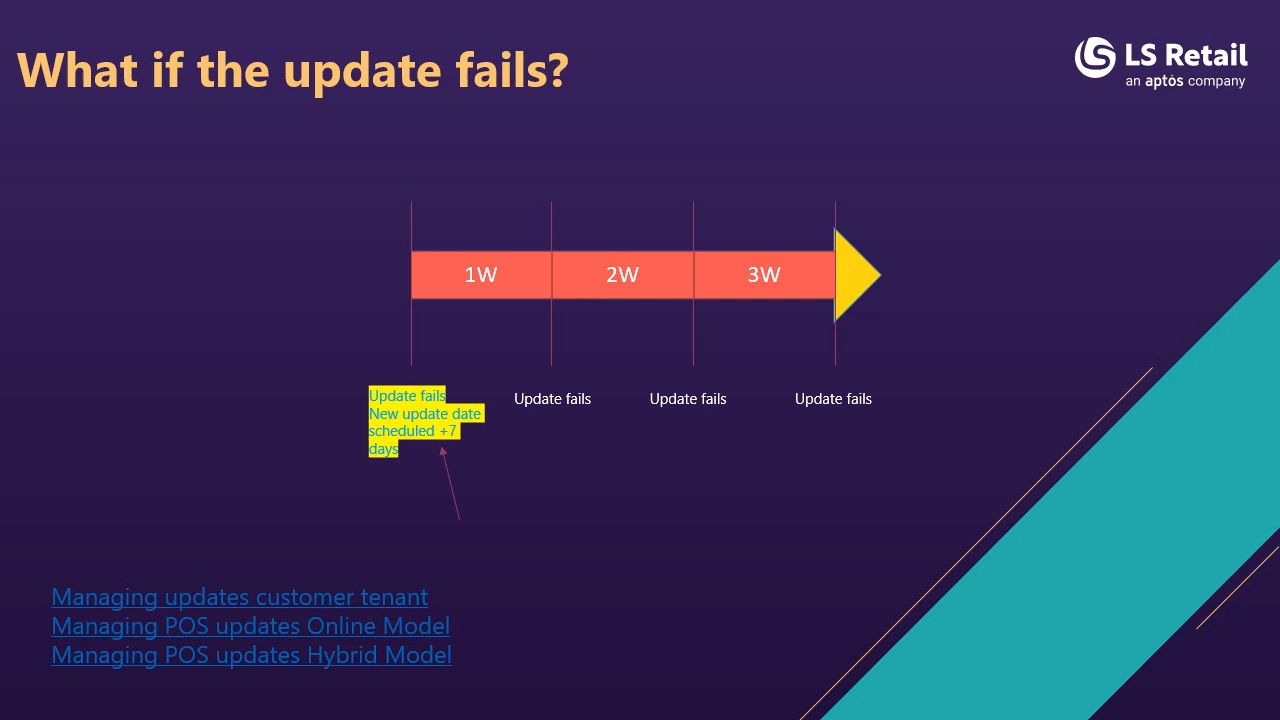 What if the update fails?
LS Retail
an aptos company
1W
2W
3W
Update fails
New update date
scheduled +7
days
Update fails
Update fails
Update fails
Managing updates customer tenant
Managing POS updates Online Model
Managing POS updates Hybrid Model